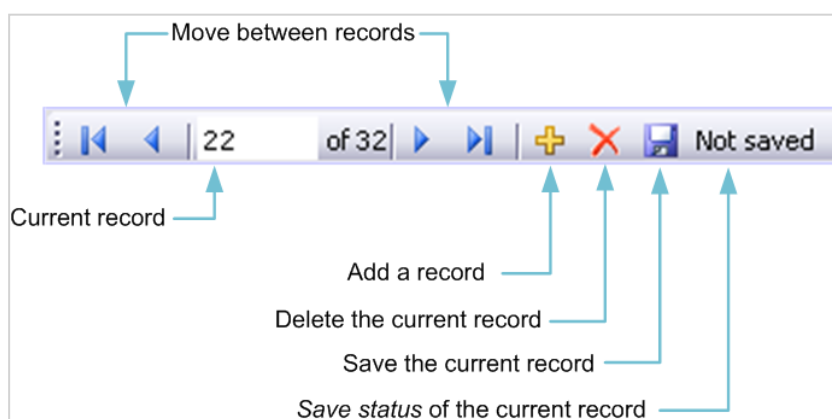 Move between records
22 of 32 Not saved
Current record
Add a record
Delete the current record
Save the current record
Save status of the current record